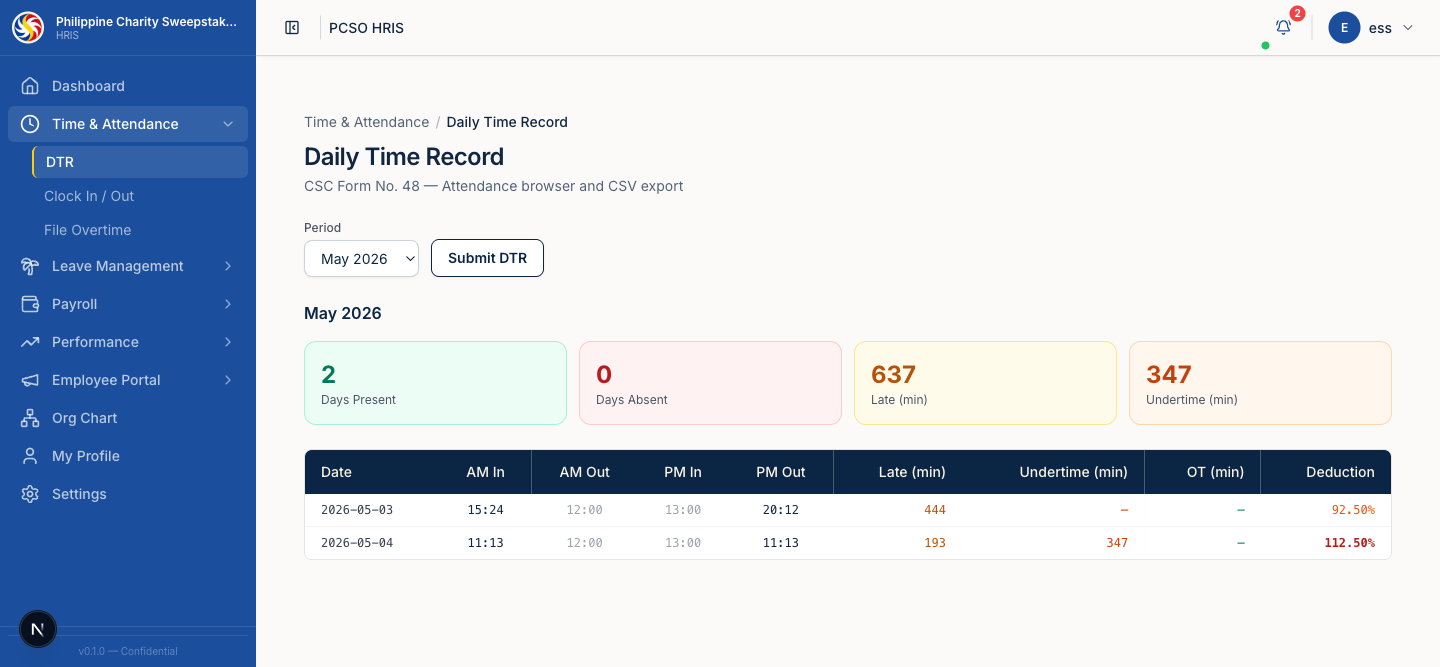 Philippine Charity Sweepstak...
HRIS
Dashboard
Time & Attendance
DTR
Clock In / Out
File Overtime
Leave Management
Payroll
Performance
Employee Portal
Org Chart
My Profile
Settings
N
v0.1.0 — Confidential
PCSO HRIS
2
E
ess
Time & Attendance / Daily Time Record
Daily Time Record
CSC Form No. 48 — Attendance browser and CSV export
Period
May 2026
Submit DTR
May 2026
2
Days Present
0
Days Absent
637
Late (min)
347
Undertime (min)
Date AM In AM Out PM In PM Out Late (min) Undertime (min) OT (min) Deduction
2026-05-03 15:24 12:00 13:00 20:12 444 — — 92.50%
2026-05-04 11:13 12:00 13:00 11:13 193 347 — 112.50%